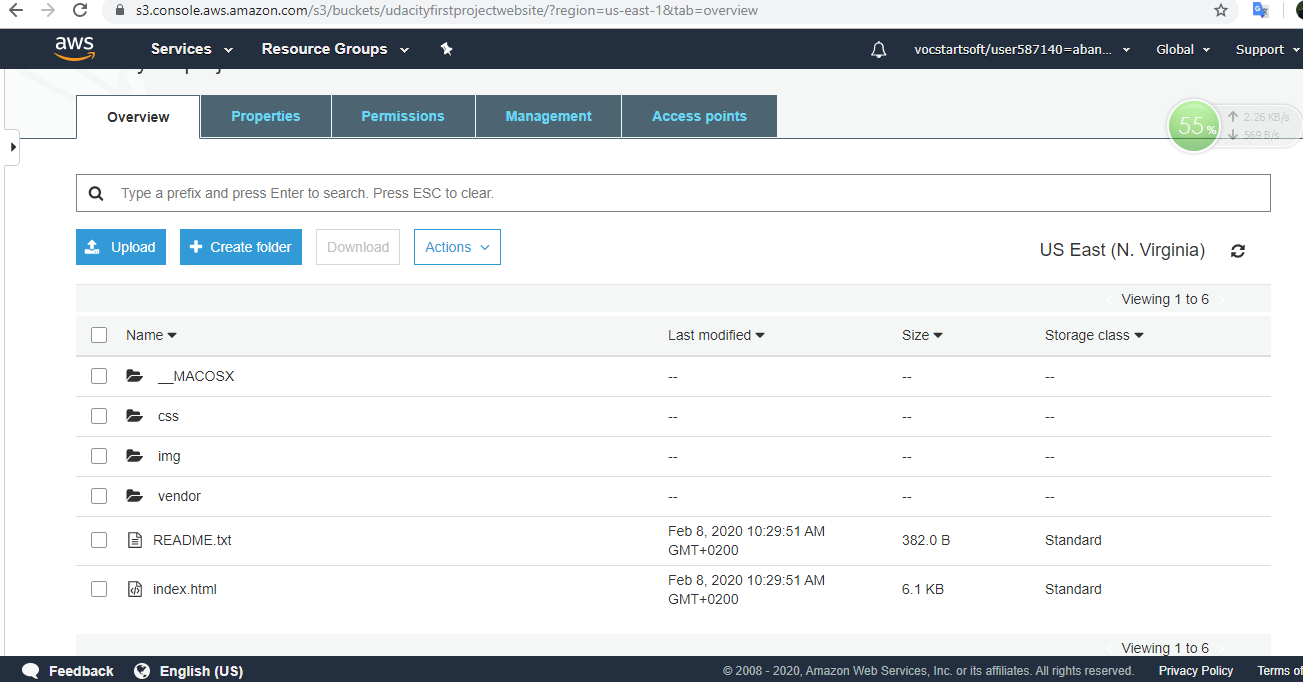 s3.console.aws.amazon.com/s3/buckets/udacityfirstprojectwebsite/?region=us-east-1&tab=overview
aws Services Resource Groups vocstartsoft/user587140=aban... Global Support
Overview Properties Permissions Management Access points
55% 2.26 KB/s
569 B/s
Type a prefix and press Enter to search. Press ESC to clear.
Upload Create folder Download Actions US East (N. Virginia)
Viewing 1 to 6
Name Last modified Size Storage class
__MACOSX -- -- --
css -- -- --
img -- -- --
vendor -- -- --
README.txt Feb 8, 2020 10:29:51 AM GMT+0200 382.0 B Standard
index.html Feb 8, 2020 10:29:51 AM GMT+0200 6.1 KB Standard
Viewing 1 to 6
Feedback English (US) © 2008 - 2020, Amazon Web Services, Inc. or its affiliates. All rights reserved. Privacy Policy Terms of